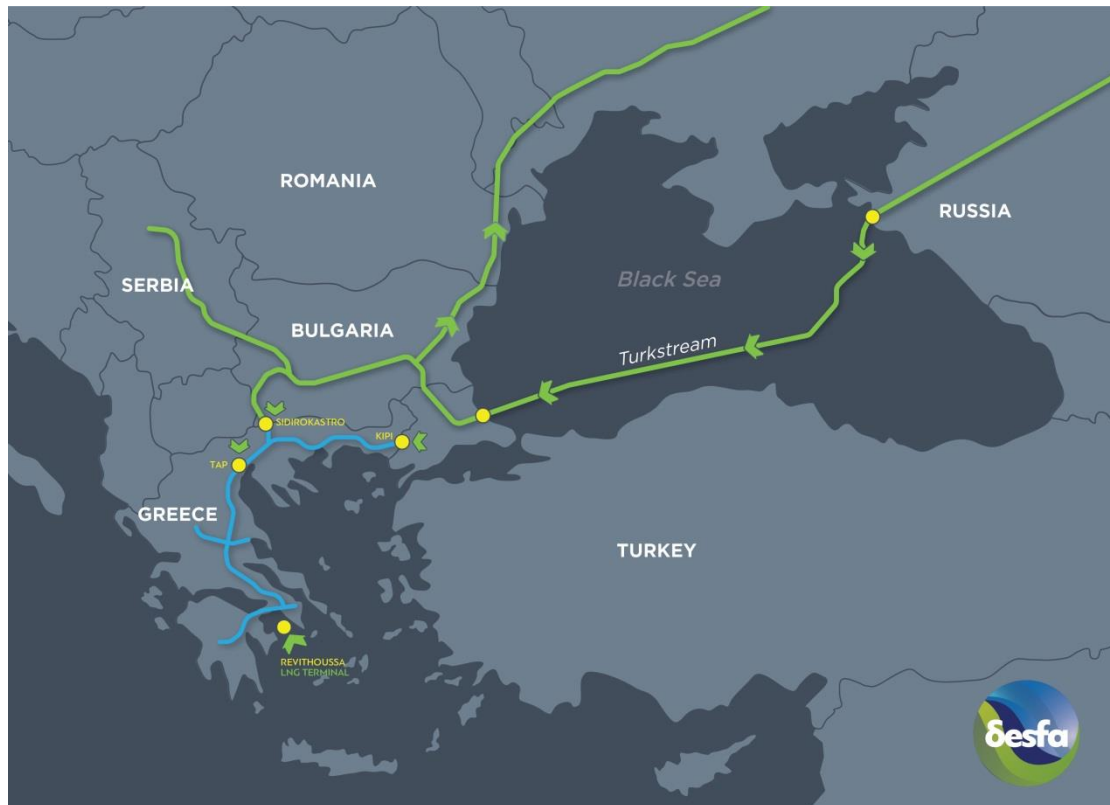 ROMANIA
RUSSIA
Black Sea
SERBIA
BULGARIA
Turkstream
SIDIROKASTRO
KIPI
TAP
GREECE
TURKEY
REVITHOUSSA
LNG TERMINAL
δesfa